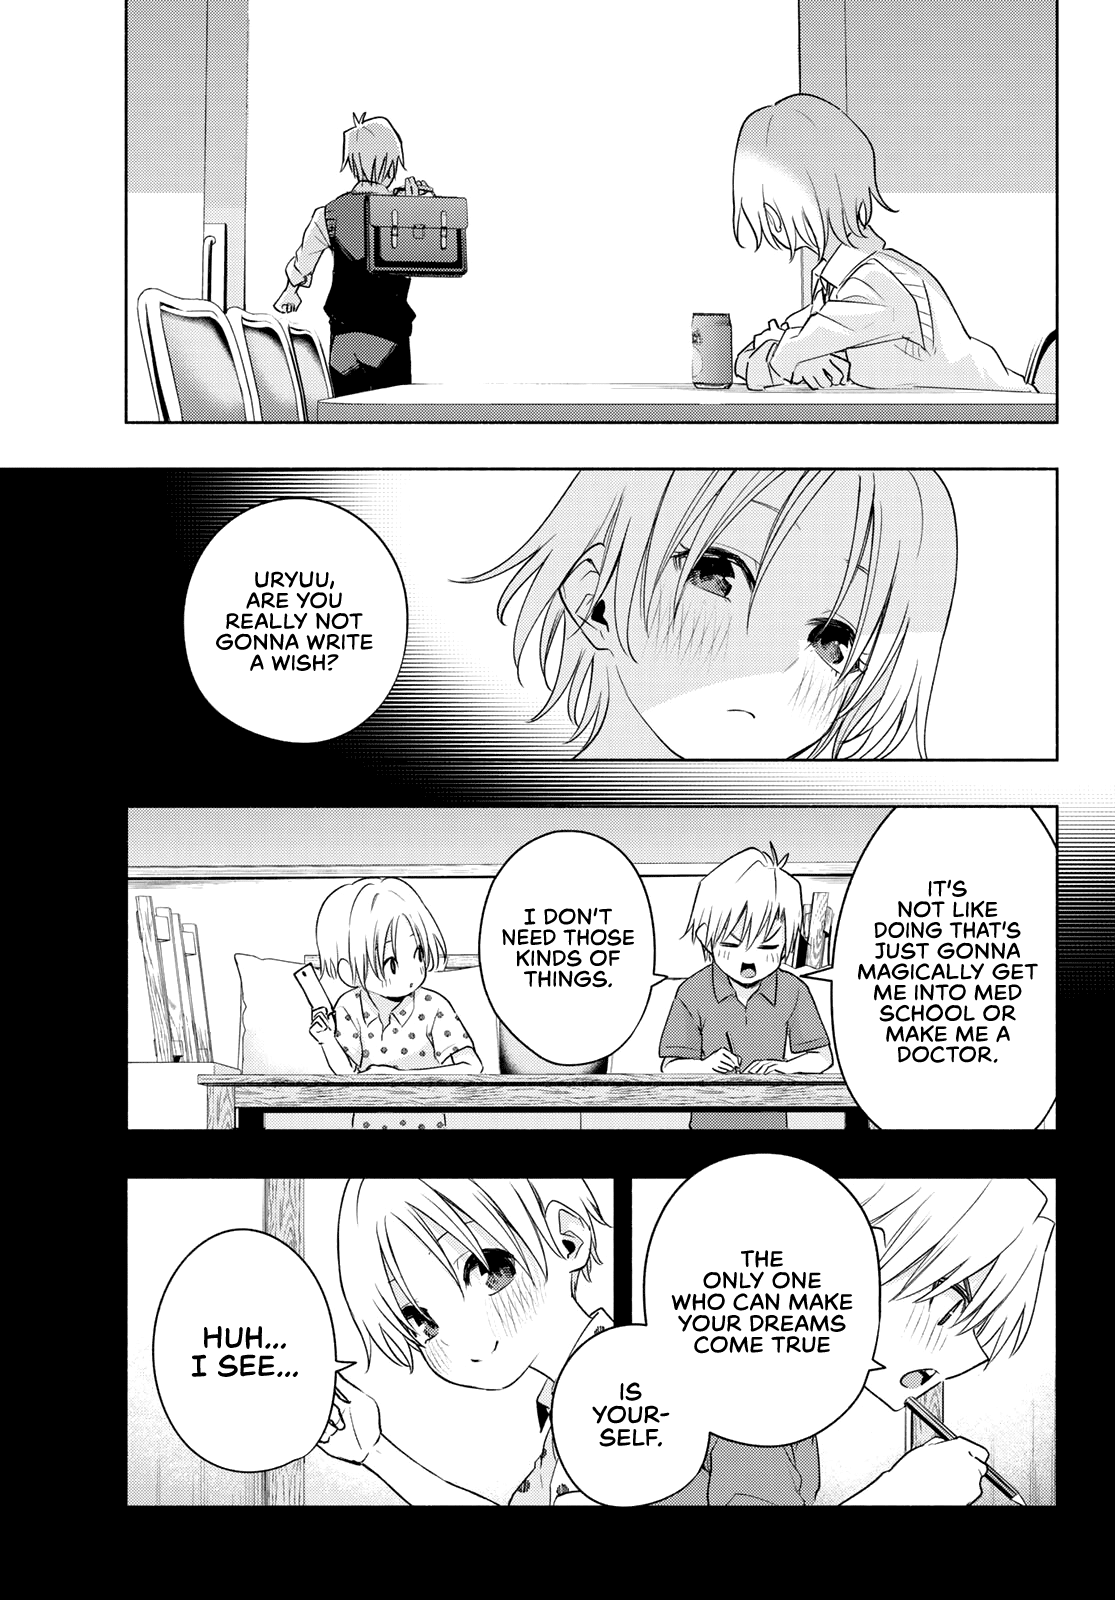 URYUU,
ARE YOU
REALLY NOT
GONNA WRITE
A WISH?
IT'S
NOT LIKE
DOING THAT'S
JUST GONNA
MAGICALLY GET
ME INTO MED
SCHOOL OR
MAKE ME A
DOCTOR.
I DON'T
NEED THOSE
KINDS OF
THINGS.
THE
ONLY ONE
WHO CAN MAKE
YOUR DREAMS
COME TRUE
IS
YOUR-
SELF.
HUH...
I SEE...